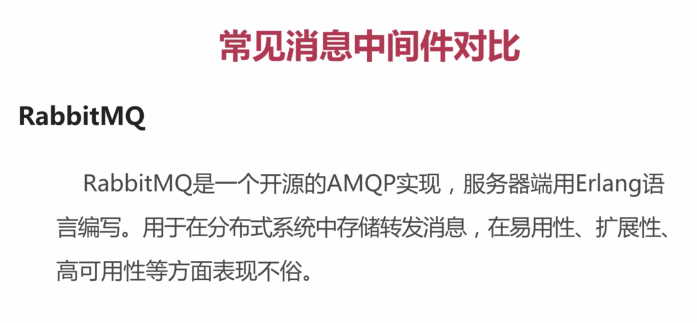 常见消息中间件对比
RabbitMQ
RabbitMQ是一个开源的AMQP实现，服务器端用Erlang语
言编写。用于在分布式系统中存储转发消息，在易用性、扩展性、
高可用性等方面表现不俗。